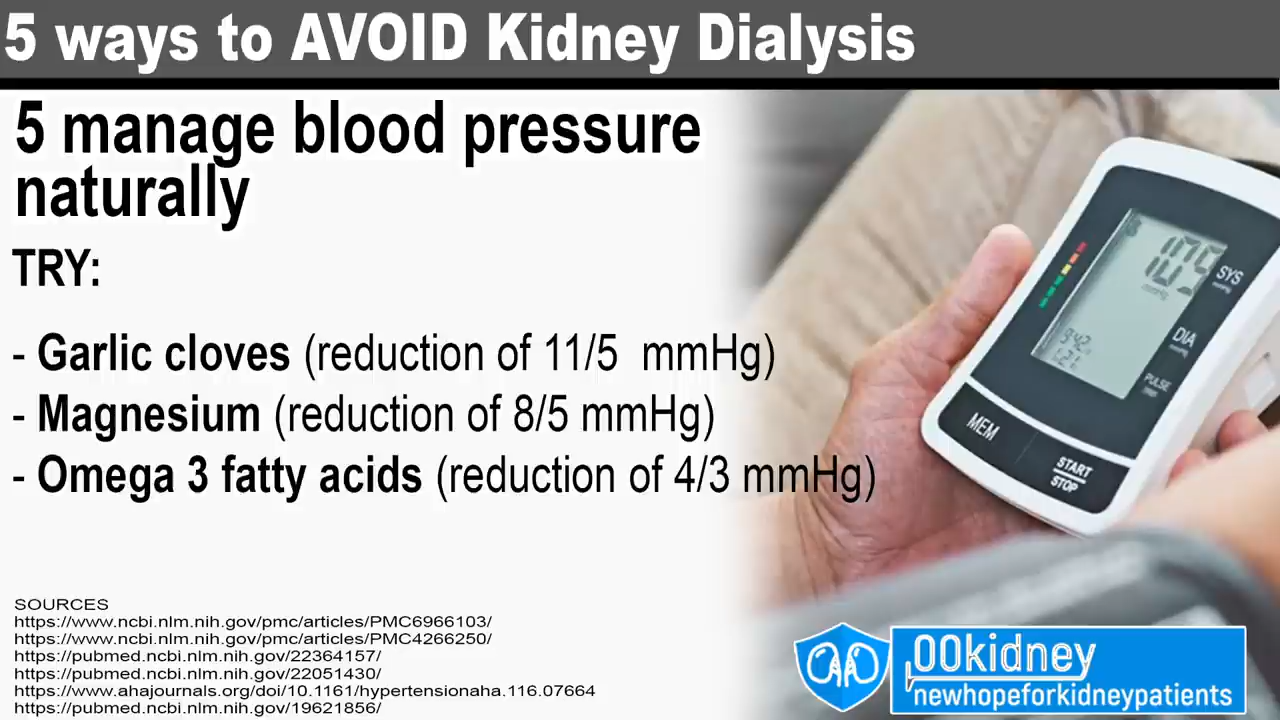 5 ways to AVOID Kidney Dialysis
5 manage blood pressure
naturally
TRY:
- Garlic cloves (reduction of 11/5 mmHg)
- Magnesium (reduction of 8/5 mmHg)
- Omega 3 fatty acids (reduction of 4/3 mmHg)
SYS
mmHg
DIA
mmHg
PULSE
/min
MEM
START
STOP
SOURCES
https://www.ncbi.nlm.nih.gov/pmc/articles/PMC6966103/
https://www.ncbi.nlm.nih.gov/pmc/articles/PMC4266250/
https://pubmed.ncbi.nlm.nih.gov/22364157/
https://pubmed.ncbi.nlm.nih.gov/22051430/
https://www.ahajournals.org/doi/10.1161/hypertensionaha.116.07664
https://pubmed.ncbi.nlm.nih.gov/19621856/
00kidney
newhopeforkidneypatients